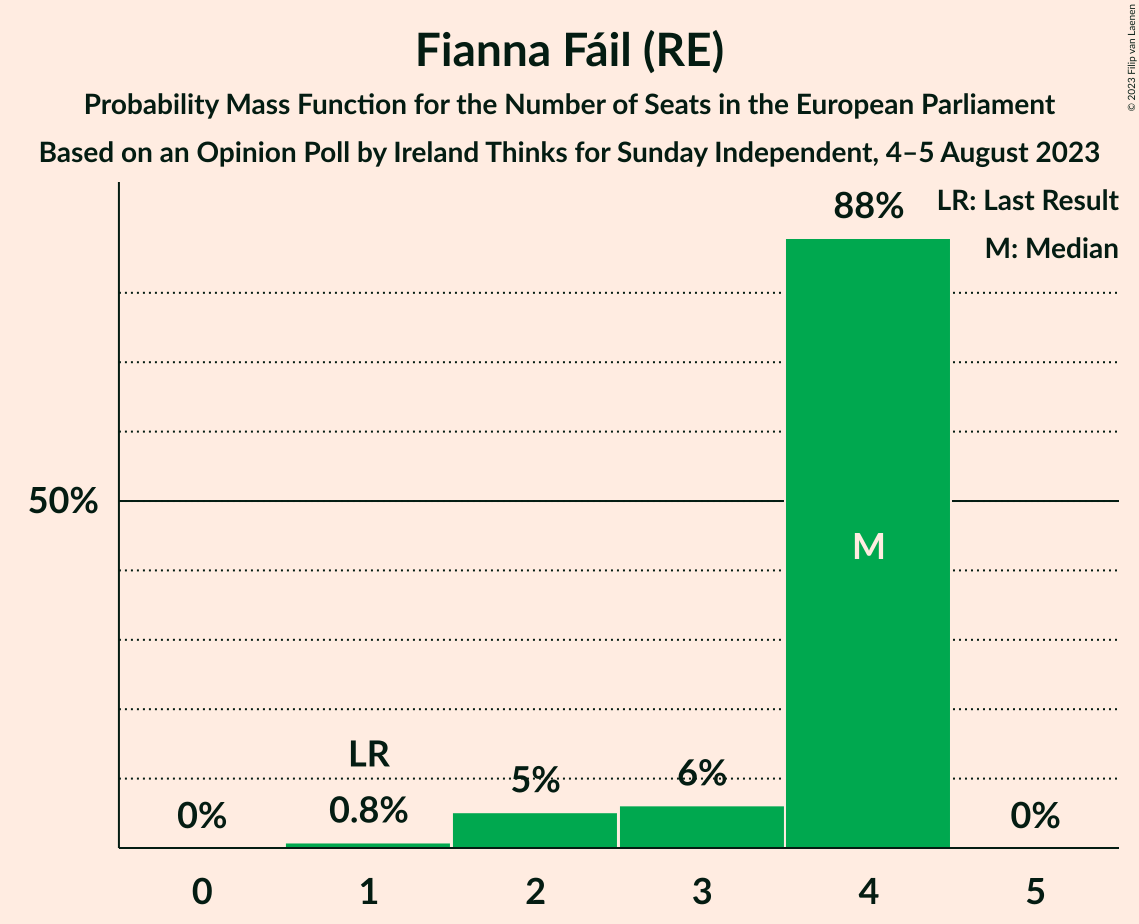 Fianna Fáil (RE)
Probability Mass Function for the Number of Seats in the European Parliament
Based on an Opinion Poll by Ireland Thinks for Sunday Independent, 4–5 August 2023
© 2023 Filip van Laenen
LR: Last Result
M: Median
88%
50%
M
LR
0%
0.8%
5%
6%
0%
0
1
2
3
4
5